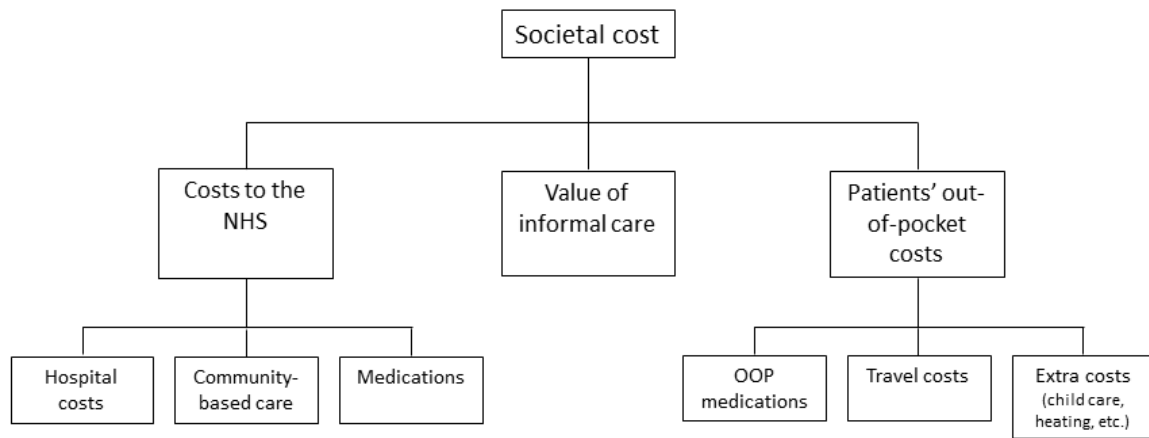 Societal cost
Costs to the
NHS
Value of
informal care
Patients’ out-
of-pocket
costs
Hospital
costs
Community-
based care
Medications
OOP
medications
Travel costs
Extra costs
(child care,
heating, etc.)